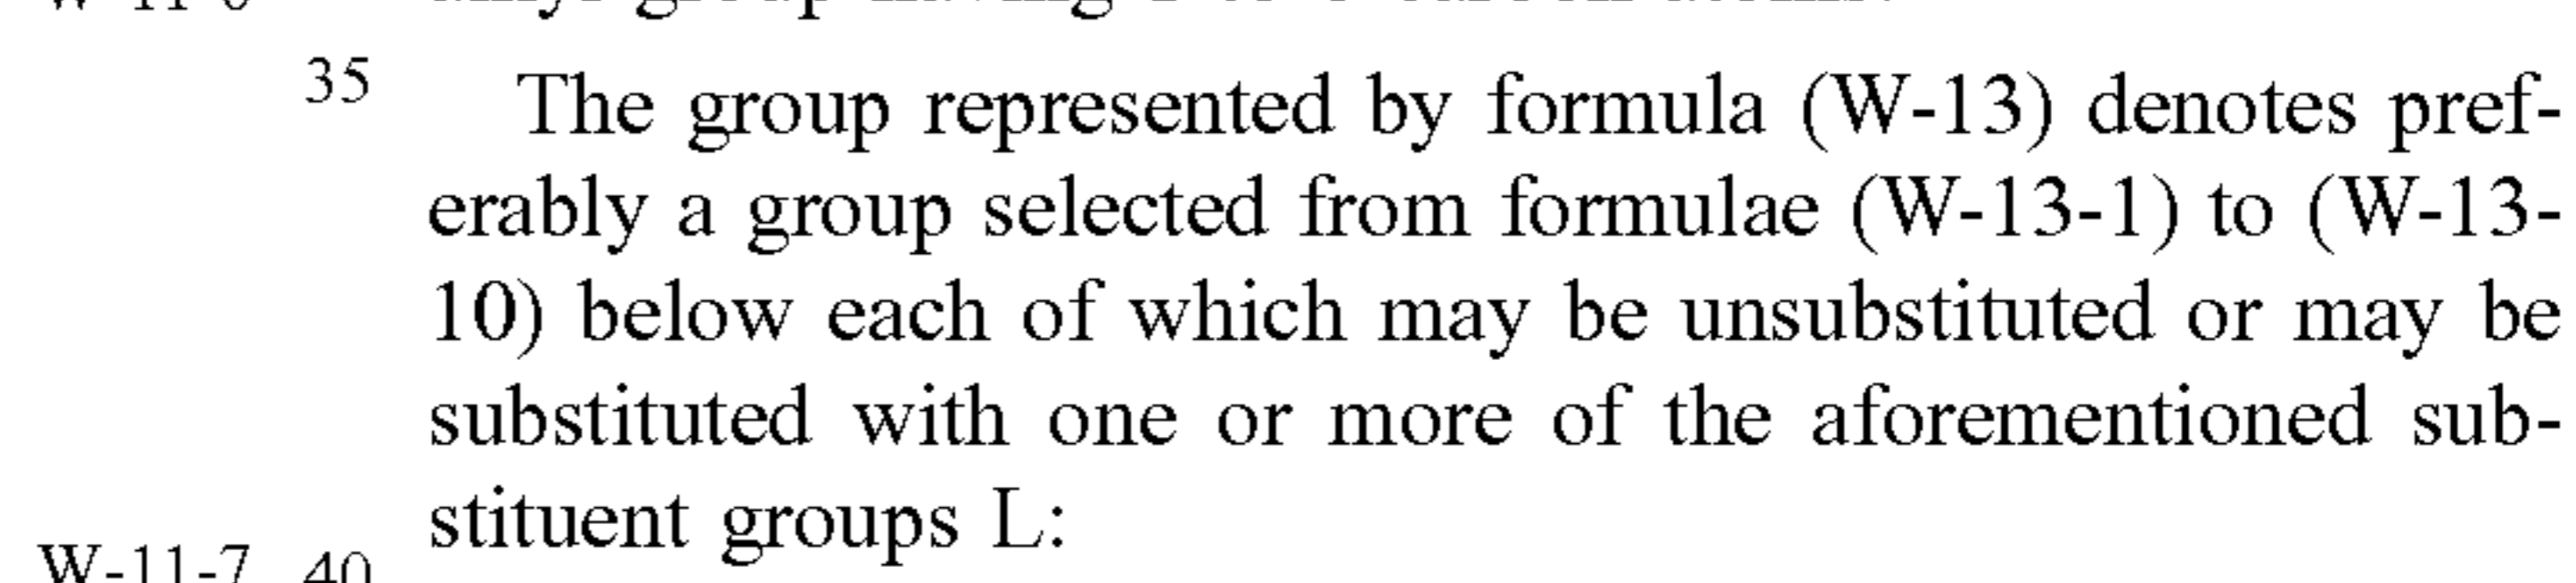 35
The group represented by formula (W-13) denotes pref-
erably a group selected from formulae (W-13-1) to (W-13-
10) below each of which may be unsubstituted or may be
substituted with one or more of the aforementioned sub-
stituent groups L:
W-11-7 40